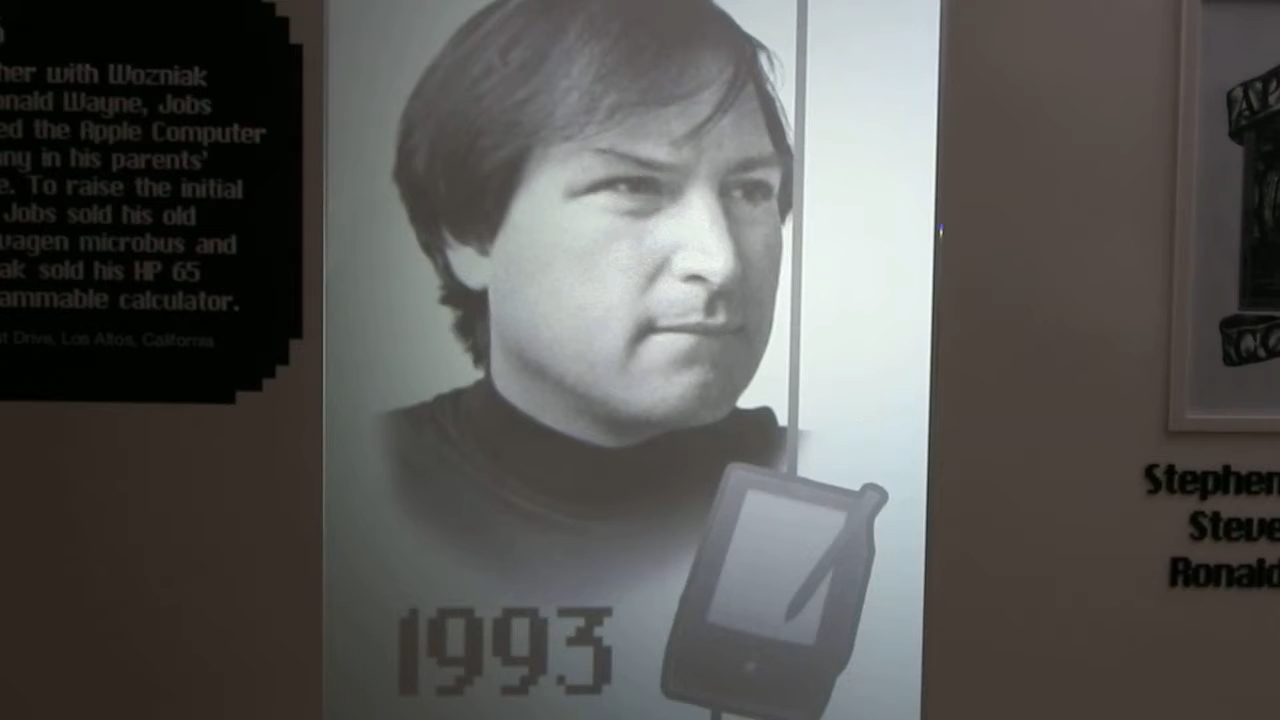 her with Wozniak
onald Wayne, Jobs
ed the Apple Computer
any in his parents'
e. To raise the initial
Jobs sold his old
wagen microbus and
ak sold his HP 65
ammable calculator.
t Drive, Los Altos, California
1993
Stephen
Steve
Ronald